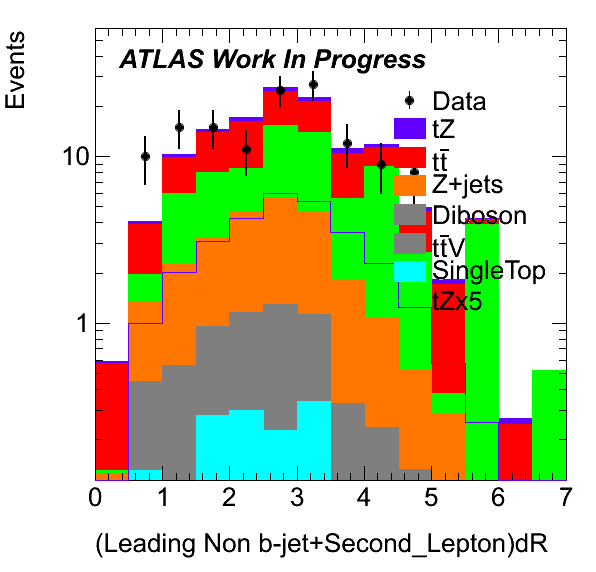 Events
ATLAS Work In Progress
Data
tZ
tt̄
Z+jets
Diboson
tt̄V
SingleTop
tZx5
10
1
0 1 2 3 4 5 6 7
(Leading Non b-jet+Second_Lepton)dR